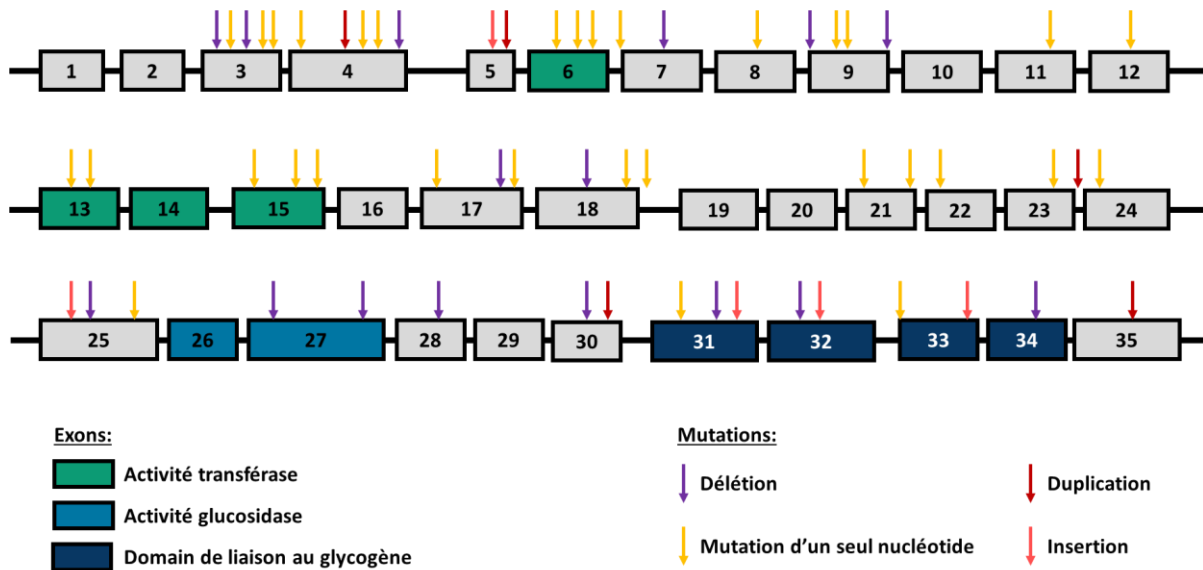 1 2 3 4 5 6 7 8 9 10 11 12
13 14 15 16 17 18 19 20 21 22 23 24
25 26 27 28 29 30 31 32 33 34 35
Exons:
Activité transférase
Activité glucosidase
Domain de liaison au glycogène
Mutations:
Délétion
Duplication
Mutation d'un seul nucléotide
Insertion